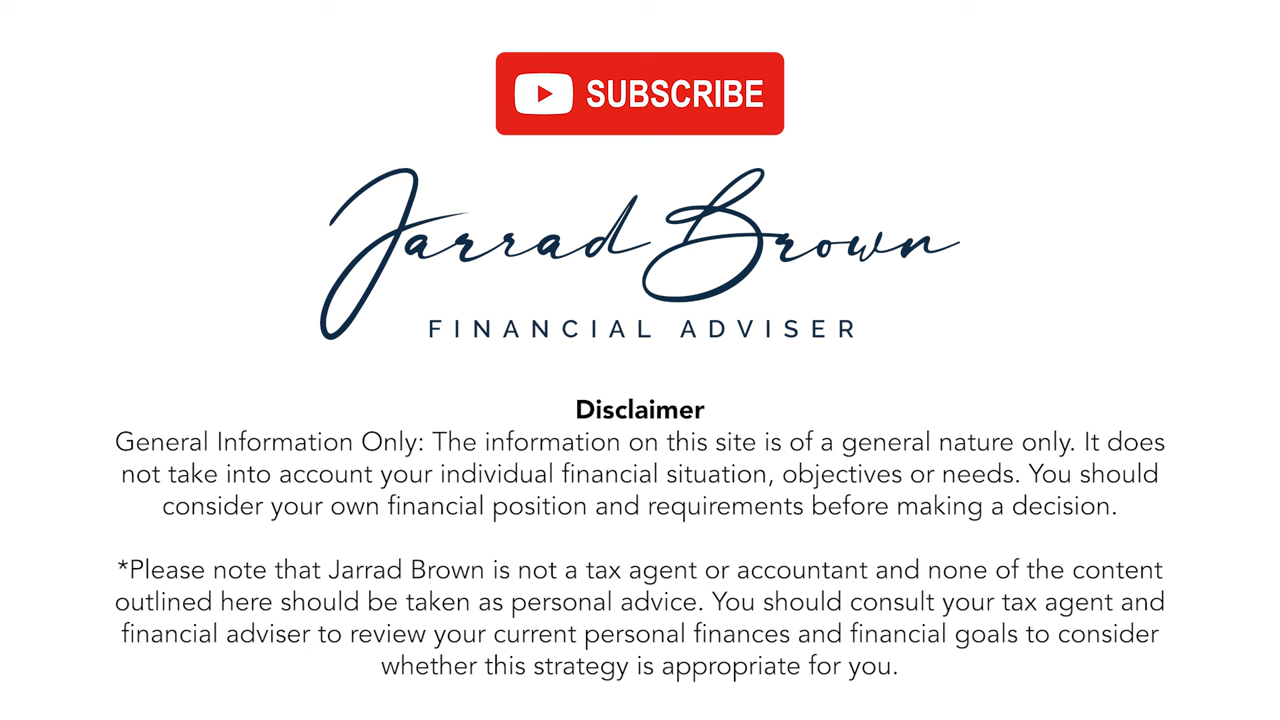 SUBSCRIBE
Jarrad Brown
FINANCIAL ADVISER
Disclaimer
General Information Only: The information on this site is of a general nature only. It does
not take into account your individual financial situation, objectives or needs. You should
consider your own financial position and requirements before making a decision.
*Please note that Jarrad Brown is not a tax agent or accountant and none of the content
outlined here should be taken as personal advice. You should consult your tax agent and
financial adviser to review your current personal finances and financial goals to consider
whether this strategy is appropriate for you.